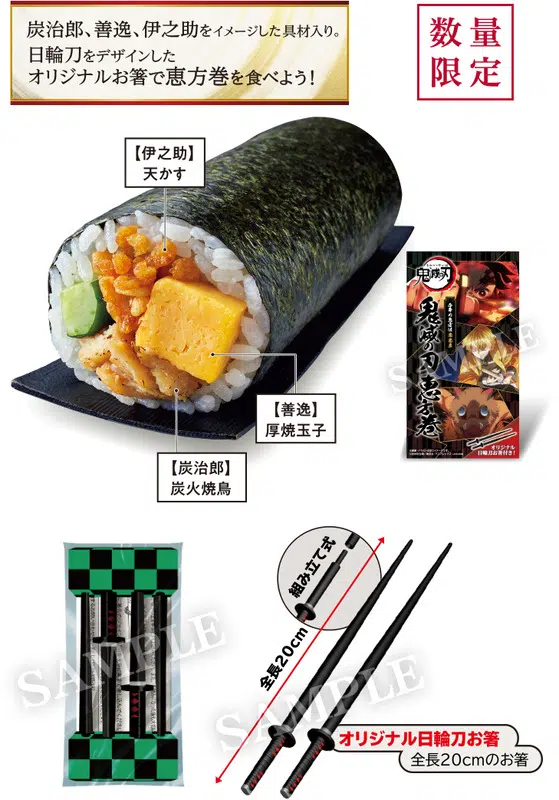 炭治郎、善逸、伊之助をイメージした具材入り。
日輪刀をデザインした
オリジナルお箸で恵方巻を食べよう！
数量
限定
【伊之助】
天かす
【善逸】
厚焼玉子
【炭治郎】
炭火焼鳥
鬼滅の刃
鬼滅の刃恵方巻
オリジナル
日輪刀お箸付き！
SAMPLE
組み立て式
全長20cm
SAMPLE
SAMPLE
オリジナル日輪刀お箸
全長20cmのお箸